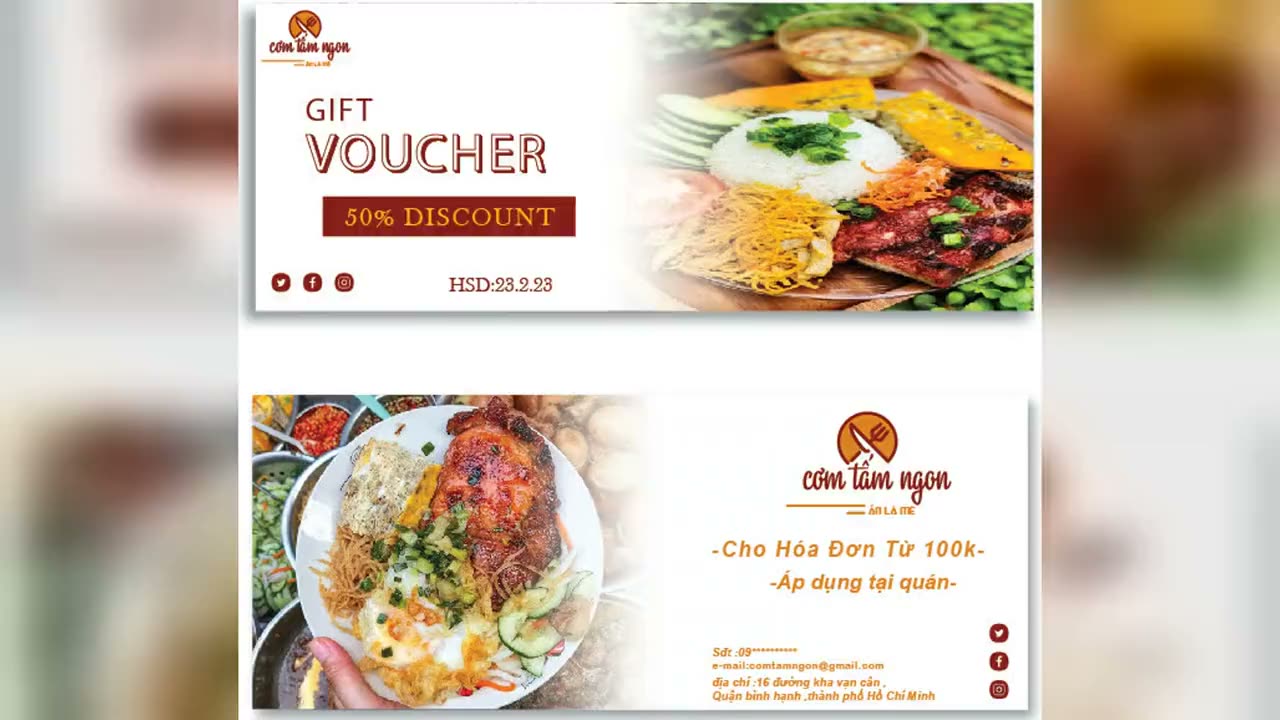 cơm tấm ngon
ĂN LÀ MÊ
GIFT
VOUCHER
50% DISCOUNT
HSD:23.2.23
cơm tấm ngon
ĂN LÀ MÊ
-Cho Hóa Đơn Từ 100k-
-Áp dụng tại quán-
Sđt :09**********
e-mail:comtamngon@gmail.com
địa chỉ :16 đường kha vạn cân ,
Quận bình hạnh ,thành phố Hồ Chí Minh